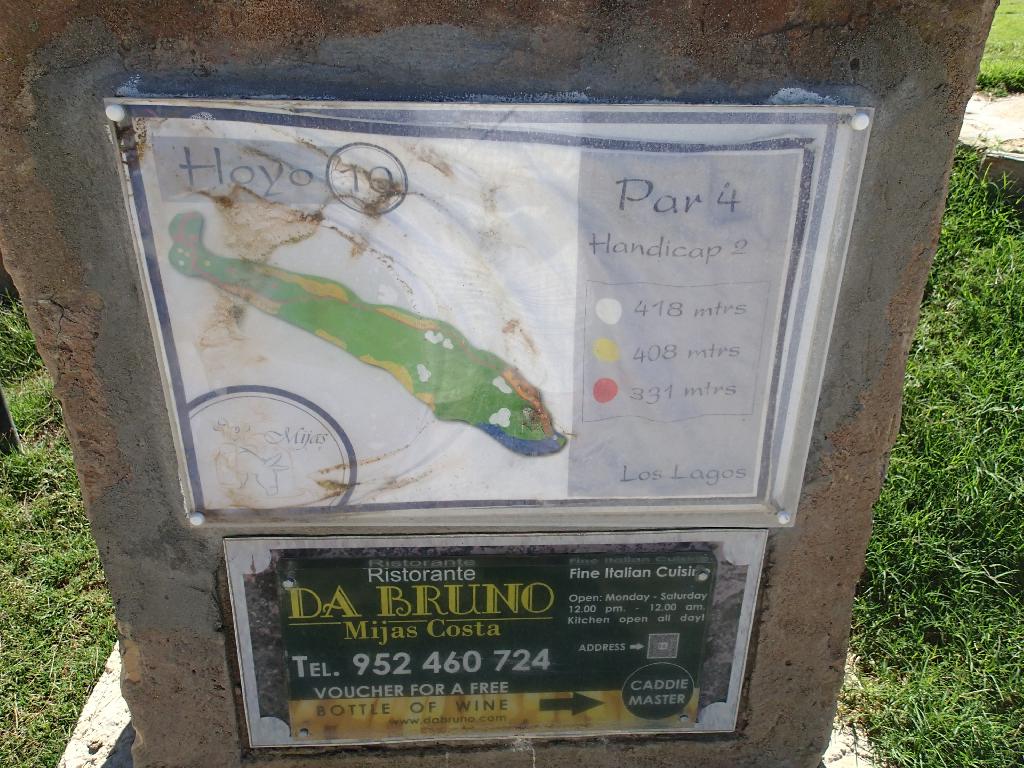 Hoyo 10
Par 4
Handicap 2
418 mtrs
408 mtrs
331 mtrs
Mijas
Los Lagos
Ristorante
Ristorante
DA BRUNO
Mijas Costa
TEL. 952 460 724
VOUCHER FOR A FREE
BOTTLE OF WINE
www.dabruno.com
Fine Italian Cuisine
Fine Italian Cuisin
Open: Monday - Saturday
12.00 pm. - 12.00 am.
Kitchen open all day!
ADDRESS
CADDIE
MASTER